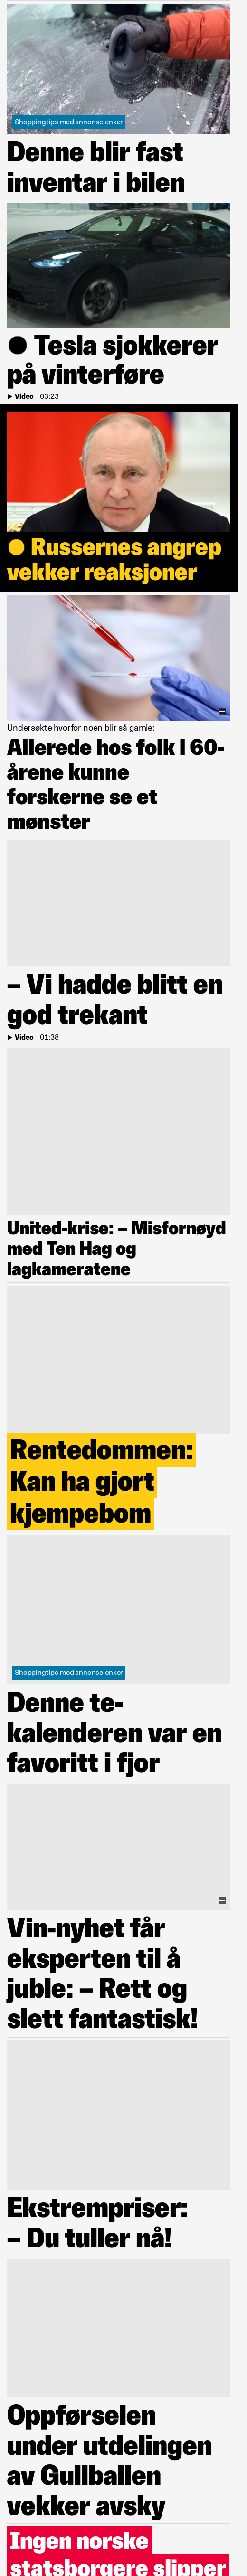 Shoppingtips med annonselenker
Denne blir fast
inventar i bilen
● Tesla sjokkerer
på vinterføre
Video | 03:23
● Russernes angrep
vekker reaksjoner
Undersøkte hvorfor noen blir så gamle:
Allerede hos folk i 60-
årene kunne
forskerne se et
mønster
– Vi hadde blitt en
god trekant
Video | 01:38
United-krise: – Misfornøyd
med Ten Hag og
lagkameratene
Rentedommen:
Kan ha gjort
kjempebom
Shoppingtips med annonselenker
Denne te-
kalenderen var en
favoritt i fjor
Vin-nyhet får
eksperten til å
juble: – Rett og
slett fantastisk!
Ekstrempriser:
– Du tuller nå!
Oppførselen
under utdelingen
av Gullballen
vekker avsky
Ingen norske
statsborgere slipper